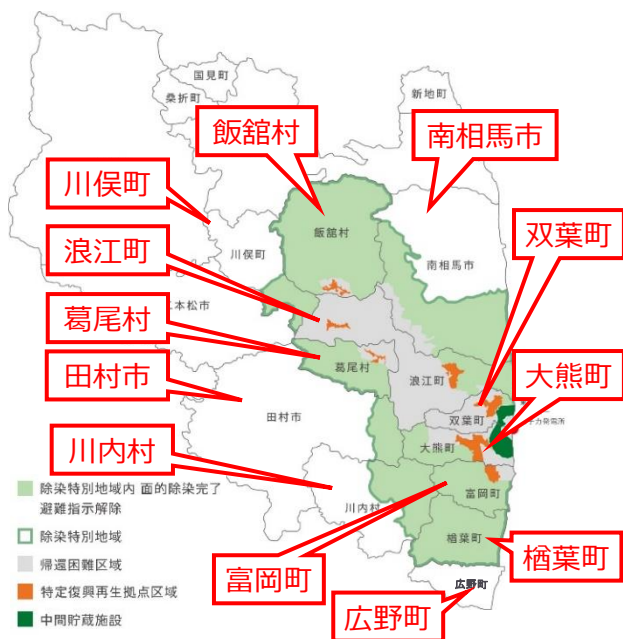 国見町
桑折町
新地町
飯舘村
南相馬市
川俣町
双葉町
川俣町
飯舘村
浪江町
南相馬市
本松市
葛尾村
大熊町
葛尾村
浪江町
田村市
田村市
双葉町
子力発電所
大熊町
川内村
除染特別地域内 面的除染完了
避難指示解除
川内村
富岡町
除染特別地域
帰還困難区域
楢葉町
楢葉町
富岡町
特定復興再生拠点区域
広野町
広野町
中間貯蔵施設